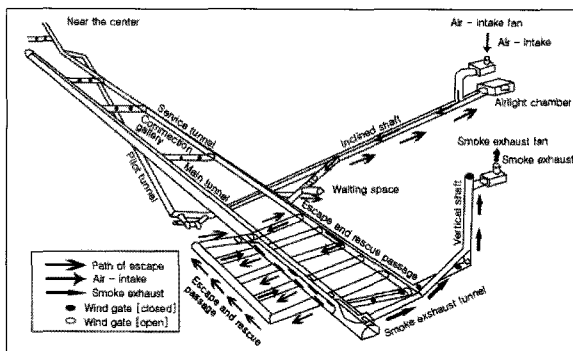 Near the center
Air - intake fan
Air - intake
Airlight chamber
Service tunnel
Inclined shaft
Connection
gallery
Smoke exhaust fan
Smoke exhaust
Main tunnel
Pilot tunnel
Waiting space
Vertical shaft
Escape and rescue passage
Path of escape
Air - intake
Smoke exhaust
Wind gate [closed]
Wind gate [open]
Escape and rescue
passage
Smoke exshaust tunnel